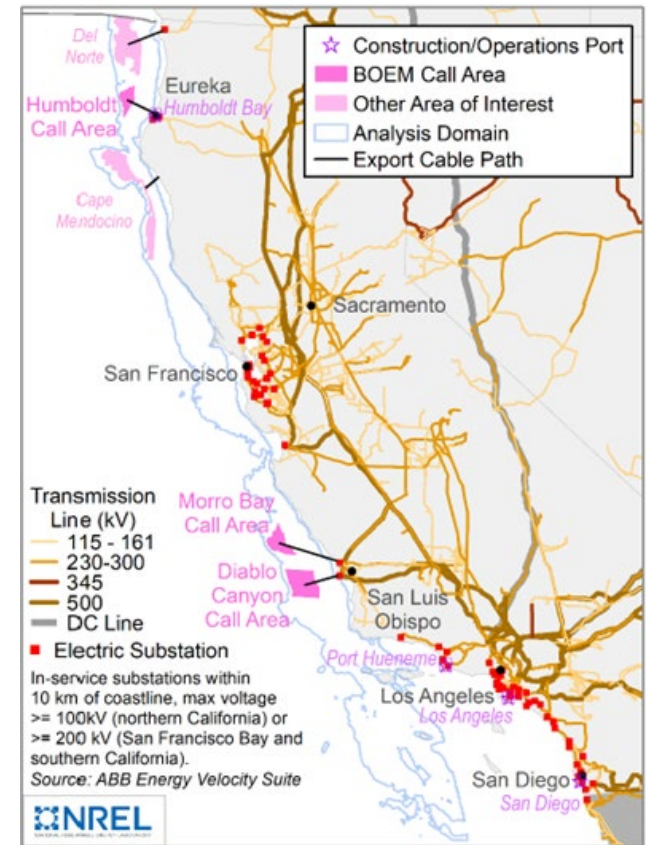 Del
Norte
Eureka
Humboldt Bay
Humboldt
Call Area
Cape
Mendocino
Construction/Operations Port
BOEM Call Area
Other Area of Interest
Analysis Domain
Export Cable Path
Sacramento
San Francisco
Morro Bay
Call Area
Diablo
Canyon
Call Area
San Luis
Obispo
Port Hueneme
Los Angeles
Los Angeles
San Diego
San Diego
Transmission
Line (kV)
115 - 161
230-300
345
500
DC Line
Electric Substation
In-service substations within
10 km of coastline, max voltage
>= 100kV (northern California) or
>= 200 kV (San Francisco Bay and
southern California).
Source: ABB Energy Velocity Suite
NREL